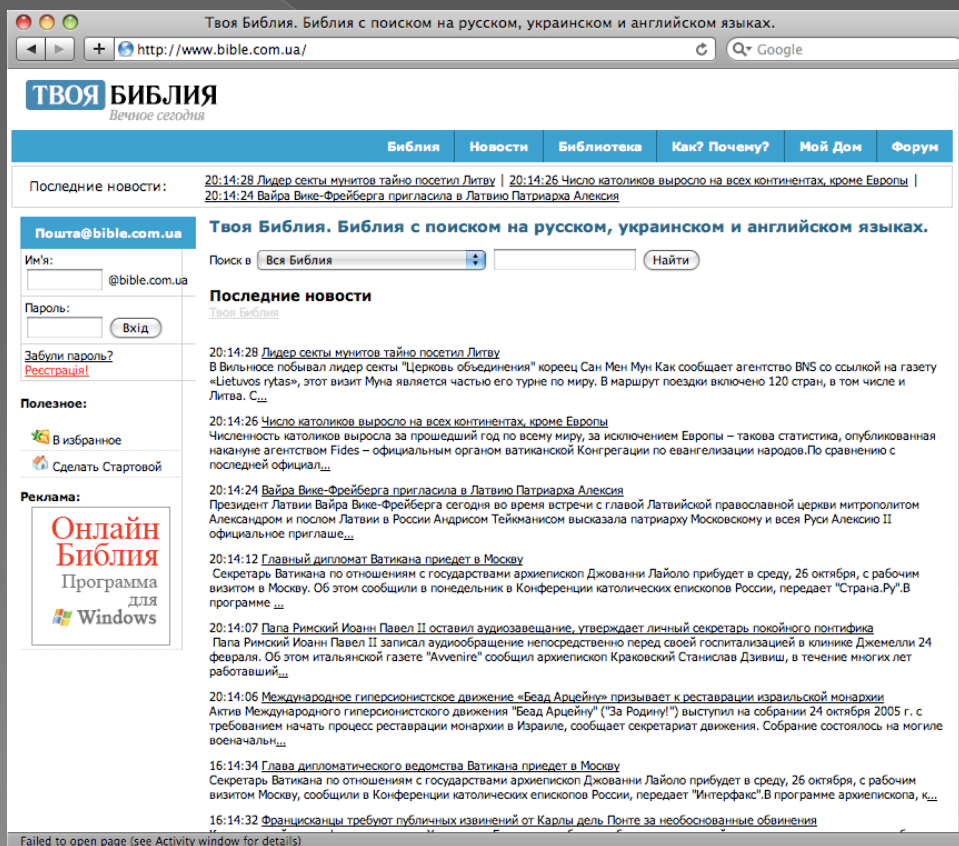 Твоя Библия. Библия с поиском на русском, украинском и английском языках.
http://www.bible.com.ua/
Google
ТВОЯ БИБЛИЯ
Вечное сегодня
Библия Новости Библиотека Как? Почему? Мой Дом Форум
Последние новости:
20:14:28 Лидер секты мунитов тайно посетил Литву | 20:14:26 Число католиков выросло на всех континентах, кроме Европы |
20:14:24 Вайра Вике-Фрейберга пригласила в Латвию Патриарха Алексия
Пошта@bible.com.ua
Им'я:
@bible.com.ua
Пароль:
Вхід
Забули пароль?
Реєстрація!
Полезное:
В избранное
Сделать Стартовой
Реклама:
Онлайн
Библия
Программа
для
Windows
Твоя Библия. Библия с поиском на русском, украинском и английском языках.
Поиск в Вся Библия Найти
Последние новости
Твоя Библия
20:14:28 Лидер секты мунитов тайно посетил Литву
В Вильнюсе побывал лидер секты "Церковь объединения" кореец Сан Мен Мун Как сообщает агентство BNS со ссылкой на газету
«Lietuvos rytas», этот визит Муна является частью его турне по миру. В маршрут поездки включено 120 стран, в том числе и
Литва. С...
20:14:26 Число католиков выросло на всех континентах, кроме Европы
Численность католиков выросла за прошедший год по всему миру, за исключением Европы – такова статистика, опубликованная
накануне агентством Fides – официальным органом ватиканской Конгрегации по евангелизации народов.По сравнению с
последней официал...
20:14:24 Вайра Вике-Фрейберга пригласила в Латвию Патриарха Алексия
Президент Латвии Вайра Вике-Фрейберга сегодня во время встречи с главой Латвийской православной церкви митрополитом
Александром и послом Латвии в России Андрисом Тейкманисом высказала патриарху Московскому и всея Руси Алексию II
официальное приглаше...
20:14:12 Главный дипломат Ватикана приедет в Москву
Секретарь Ватикана по отношениям с государствами архиепископ Джованни Лайоло прибудет в среду, 26 октября, с рабочим
визитом в Москву. Об этом сообщили в понедельник в Конференции католических епископов России, передает "Страна.Ру".В
программе ...
20:14:07 Папа Римский Иоанн Павел II оставил аудиозавещание, утверждает личный секретарь покойного понтифика
Папа Римский Иоанн Павел II записал аудиообращение непосредственно перед своей госпитализацией в клинике Джемелли 24
февраля. Об этом итальянской газете "Avvenire" сообщил архиепископ Краковский Станислав Дзивиш, в течение многих лет
работавший...
20:14:06 Международное гиперсионистское движение «Беад Арцейну» призывает к реставрации израильской монархии
Актив Международного гиперсионистского движения "Беад Арцейну" ("За Родину!") выступил на собрании 24 октября 2005 г. с
требованием начать процесс реставрации монархии в Израиле, сообщает секретариат движения. Собрание состоялось на могиле
военачальн...
16:14:34 Глава дипломатического ведомства Ватикана приедет в Москву
Секретарь Ватикана по отношениям с государствами архиепископ Джованни Лайоло прибудет в среду, 26 октября, с рабочим
визитом Москву, сообщили в Конференции католических епископов России, передает "Интерфакс".В программе архиепископа, к...
16:14:32 Францисканцы требуют публичных извинений от Карлы дель Понте за необоснованные обвинения
Failed to open page (see Activity window for details)